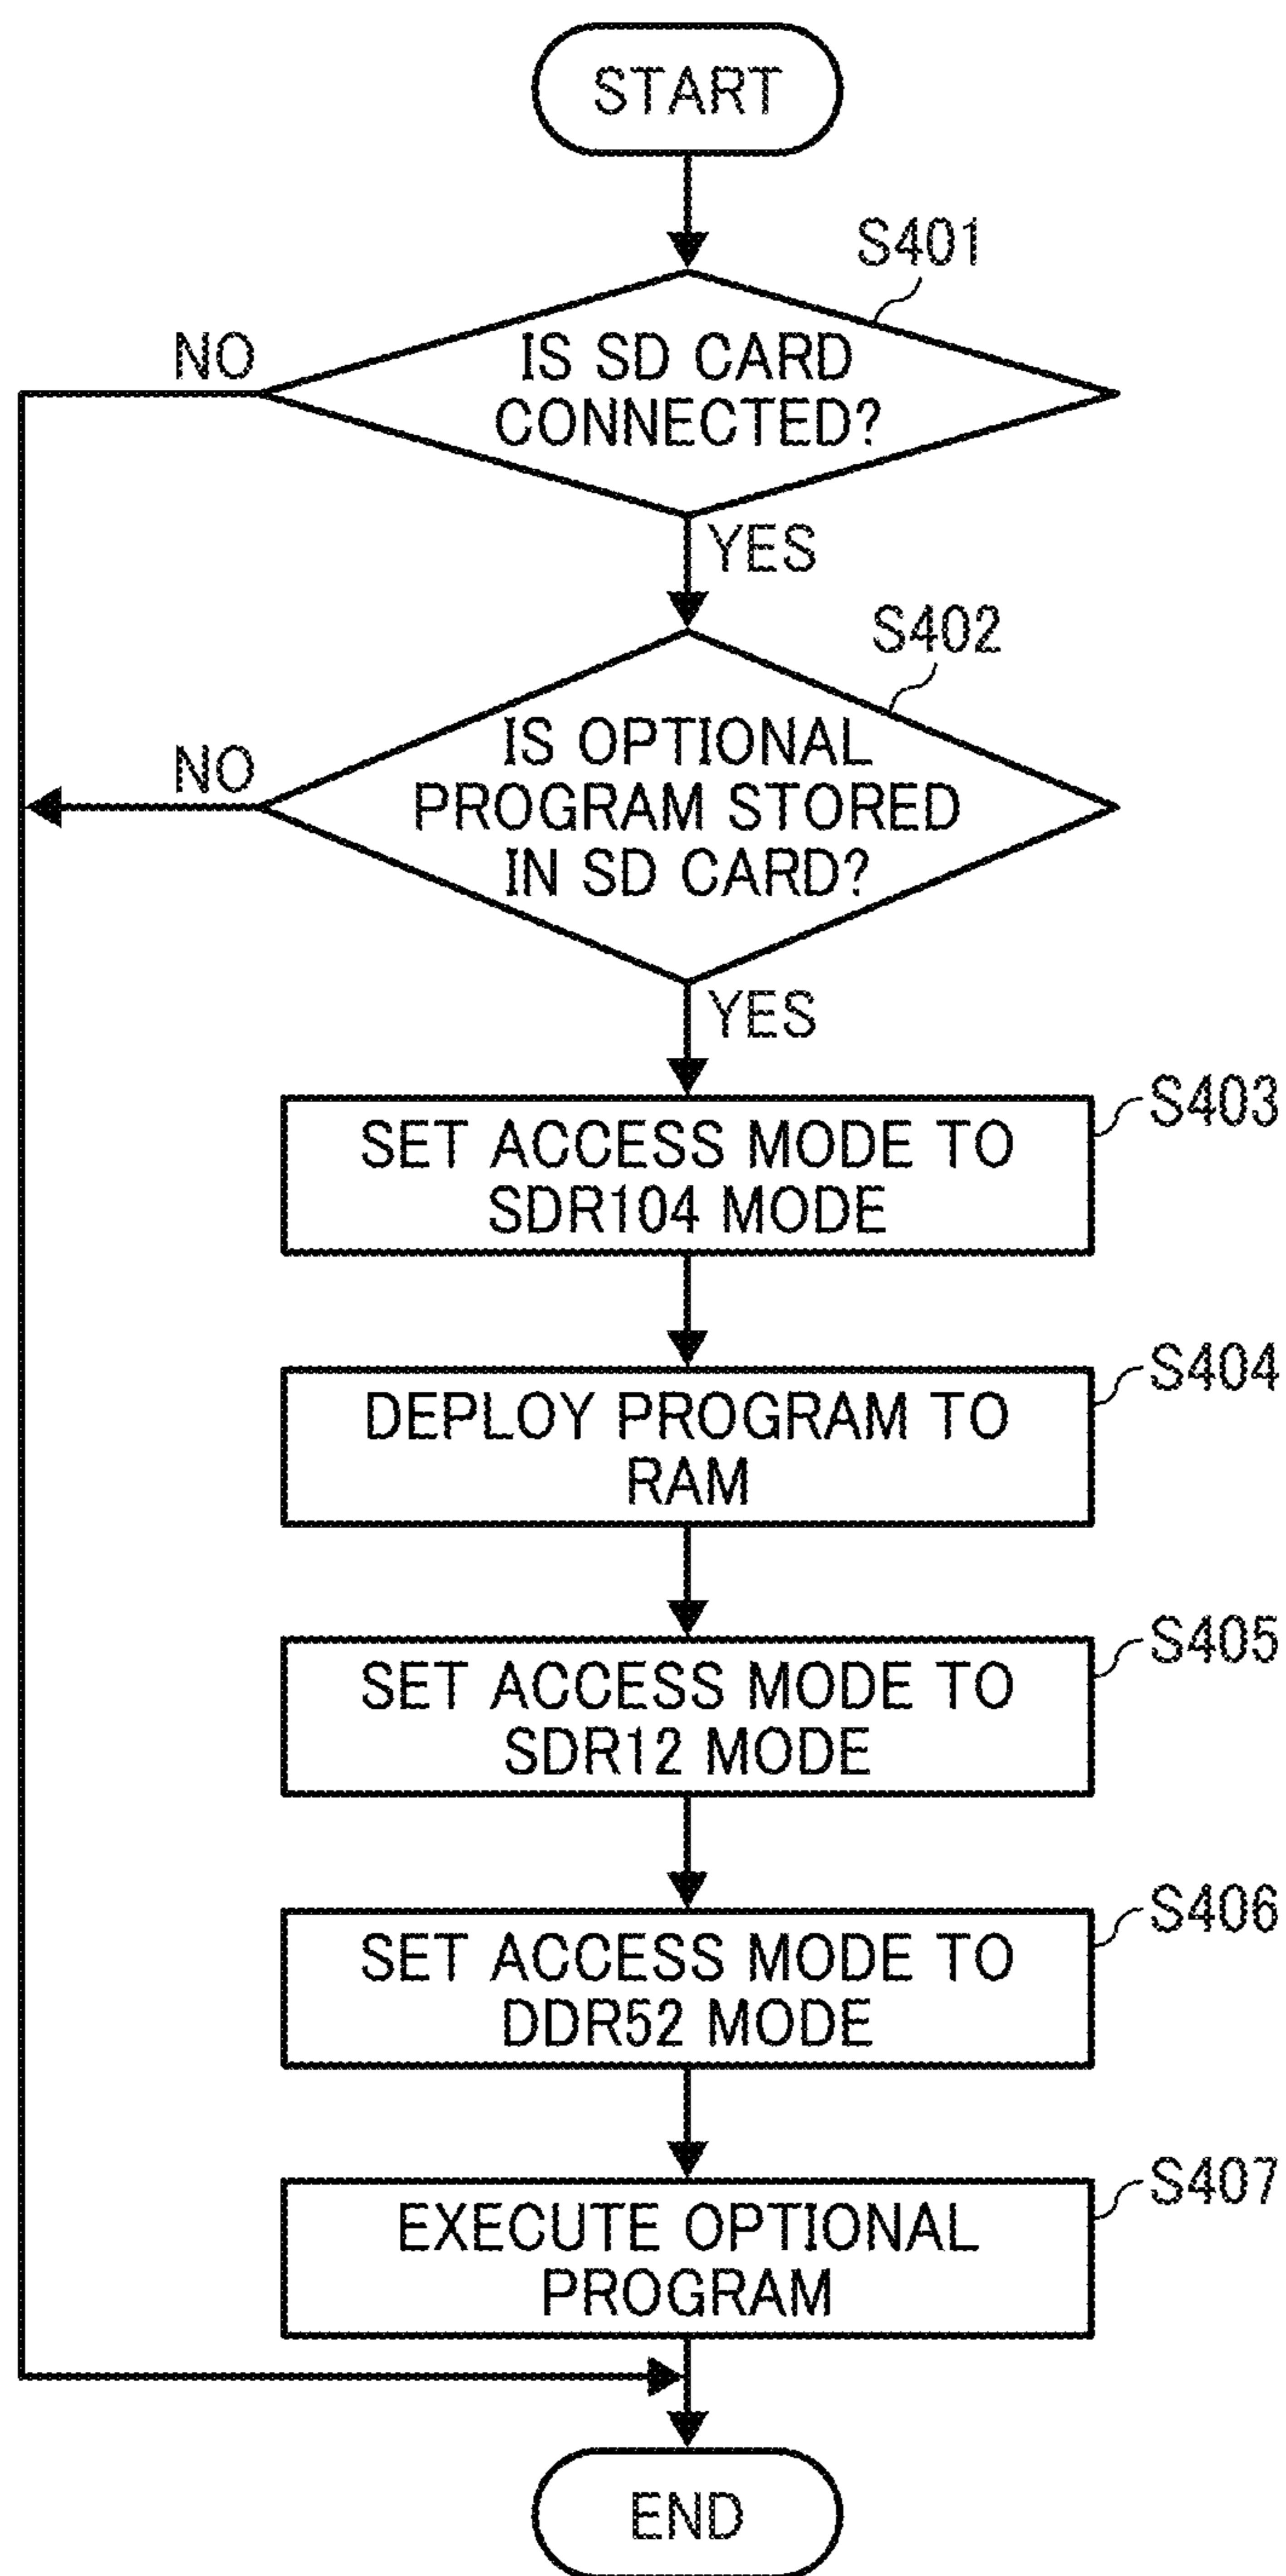 START
S401
NO
IS SD CARD
CONNECTED?
YES
S402
NO
IS OPTIONAL
PROGRAM STORED
IN SD CARD?
YES
S403
SET ACCESS MODE TO
SDR104 MODE
S404
DEPLOY PROGRAM TO
RAM
S405
SET ACCESS MODE TO
SDR12 MODE
S406
SET ACCESS MODE TO
DDR52 MODE
S407
EXECUTE OPTIONAL
PROGRAM
END